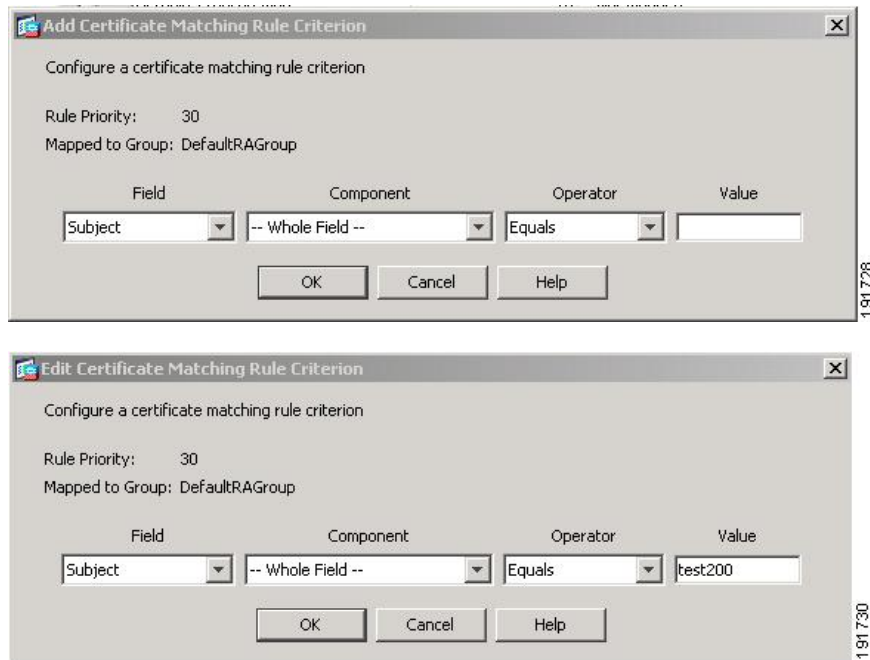 Add Certificate Matching Rule Criterion
Configure a certificate matching rule criterion
Rule Priority: 30
Mapped to Group: DefaultRAGroup
Field Component Operator Value
Subject -- Whole Field -- Equals
OK Cancel Help
191728
Edit Certificate Matching Rule Criterion
Configure a certificate matching rule criterion
Rule Priority: 30
Mapped to Group: DefaultRAGroup
Field Component Operator Value
Subject -- Whole Field -- Equals test200
OK Cancel Help
191730